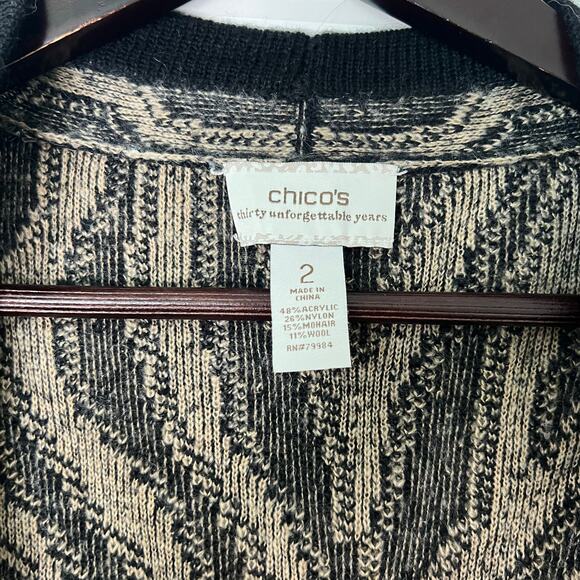 chico's
thirty unforgettable years
2
MADE IN
CHINA
48%ACRYLIC
26%NYLON
15%MOHAIR
11%WOOL
RN#79984